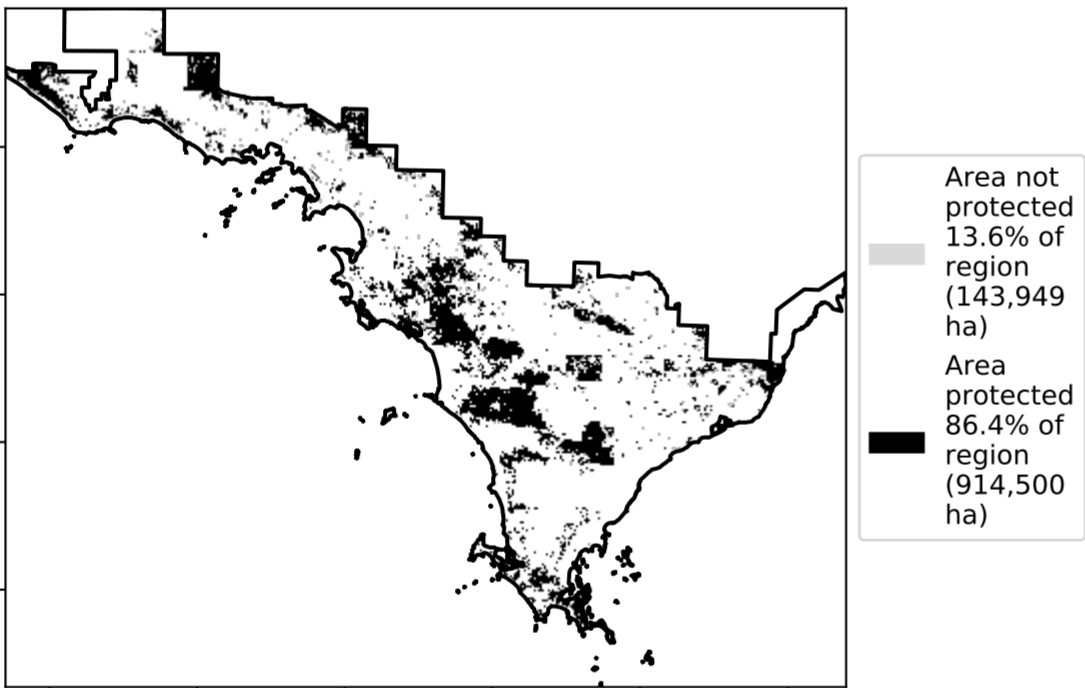 Area not
protected
13.6% of
region
(143,949
ha)
Area
protected
86.4% of
region
(914,500
ha)